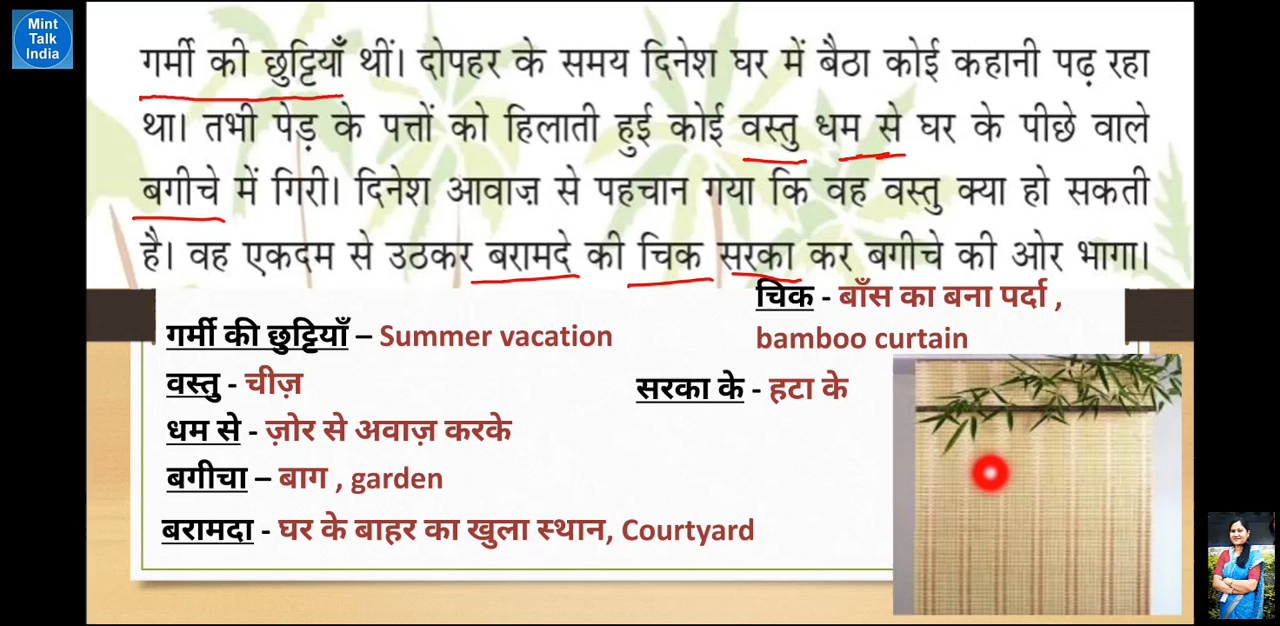 Mint
Talk
India
गर्मी की छुट्टियाँ थीं। दोपहर के समय दिनेश घर में बैठा कोई कहानी पढ़ रहा
था। तभी पेड़ के पत्तों को हिलाती हुई कोई वस्तु धम से घर के पीछे वाले
बगीचे में गिरी। दिनेश आवाज़ से पहचान गया कि वह वस्तु क्या हो सकती
है। वह एकदम से उठकर बरामदे की चिक सरका कर बगीचे की ओर भागा।
चिक - बाँस का बना पर्दा ,
bamboo curtain
गर्मी की छुट्टियाँ – Summer vacation
वस्तु - चीज़
सरका के - हटा के
धम से - ज़ोर से अवाज़ करके
बगीचा – बाग , garden
बरामदा - घर के बाहर का खुला स्थान, Courtyard